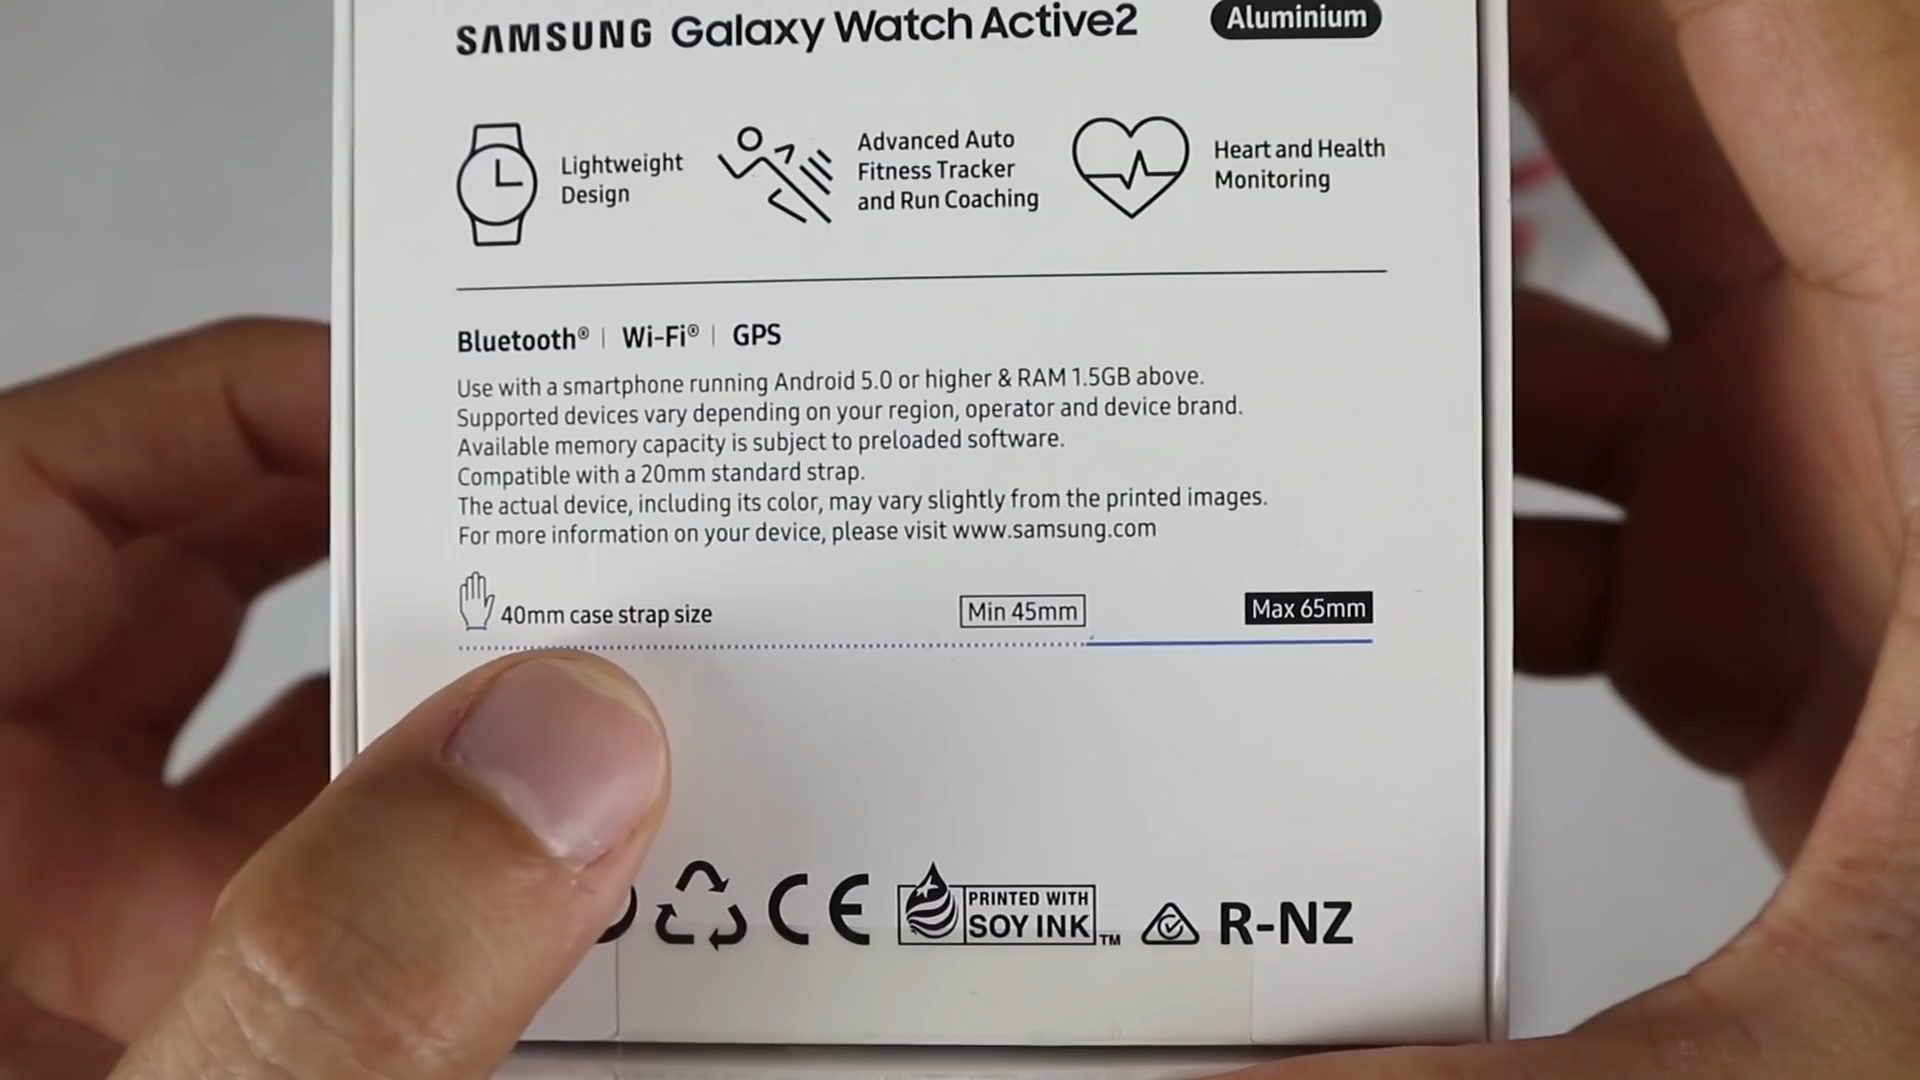 SAMSUNG Galaxy Watch Active2 Aluminium
Lightweight
Design
Advanced Auto
Fitness Tracker
and Run Coaching
Heart and Health
Monitoring
Bluetooth® | Wi-Fi® | GPS
Use with a smartphone running Android 5.0 or higher & RAM 1.5GB above.
Supported devices vary depending on your region, operator and device brand.
Available memory capacity is subject to preloaded software.
Compatible with a 20mm standard strap.
The actual device, including its color, may vary slightly from the printed images.
For more information on your device, please visit www.samsung.com
40mm case strap size Min 45mm Max 65mm
CE PRINTED WITH
SOY INK™ R-NZ